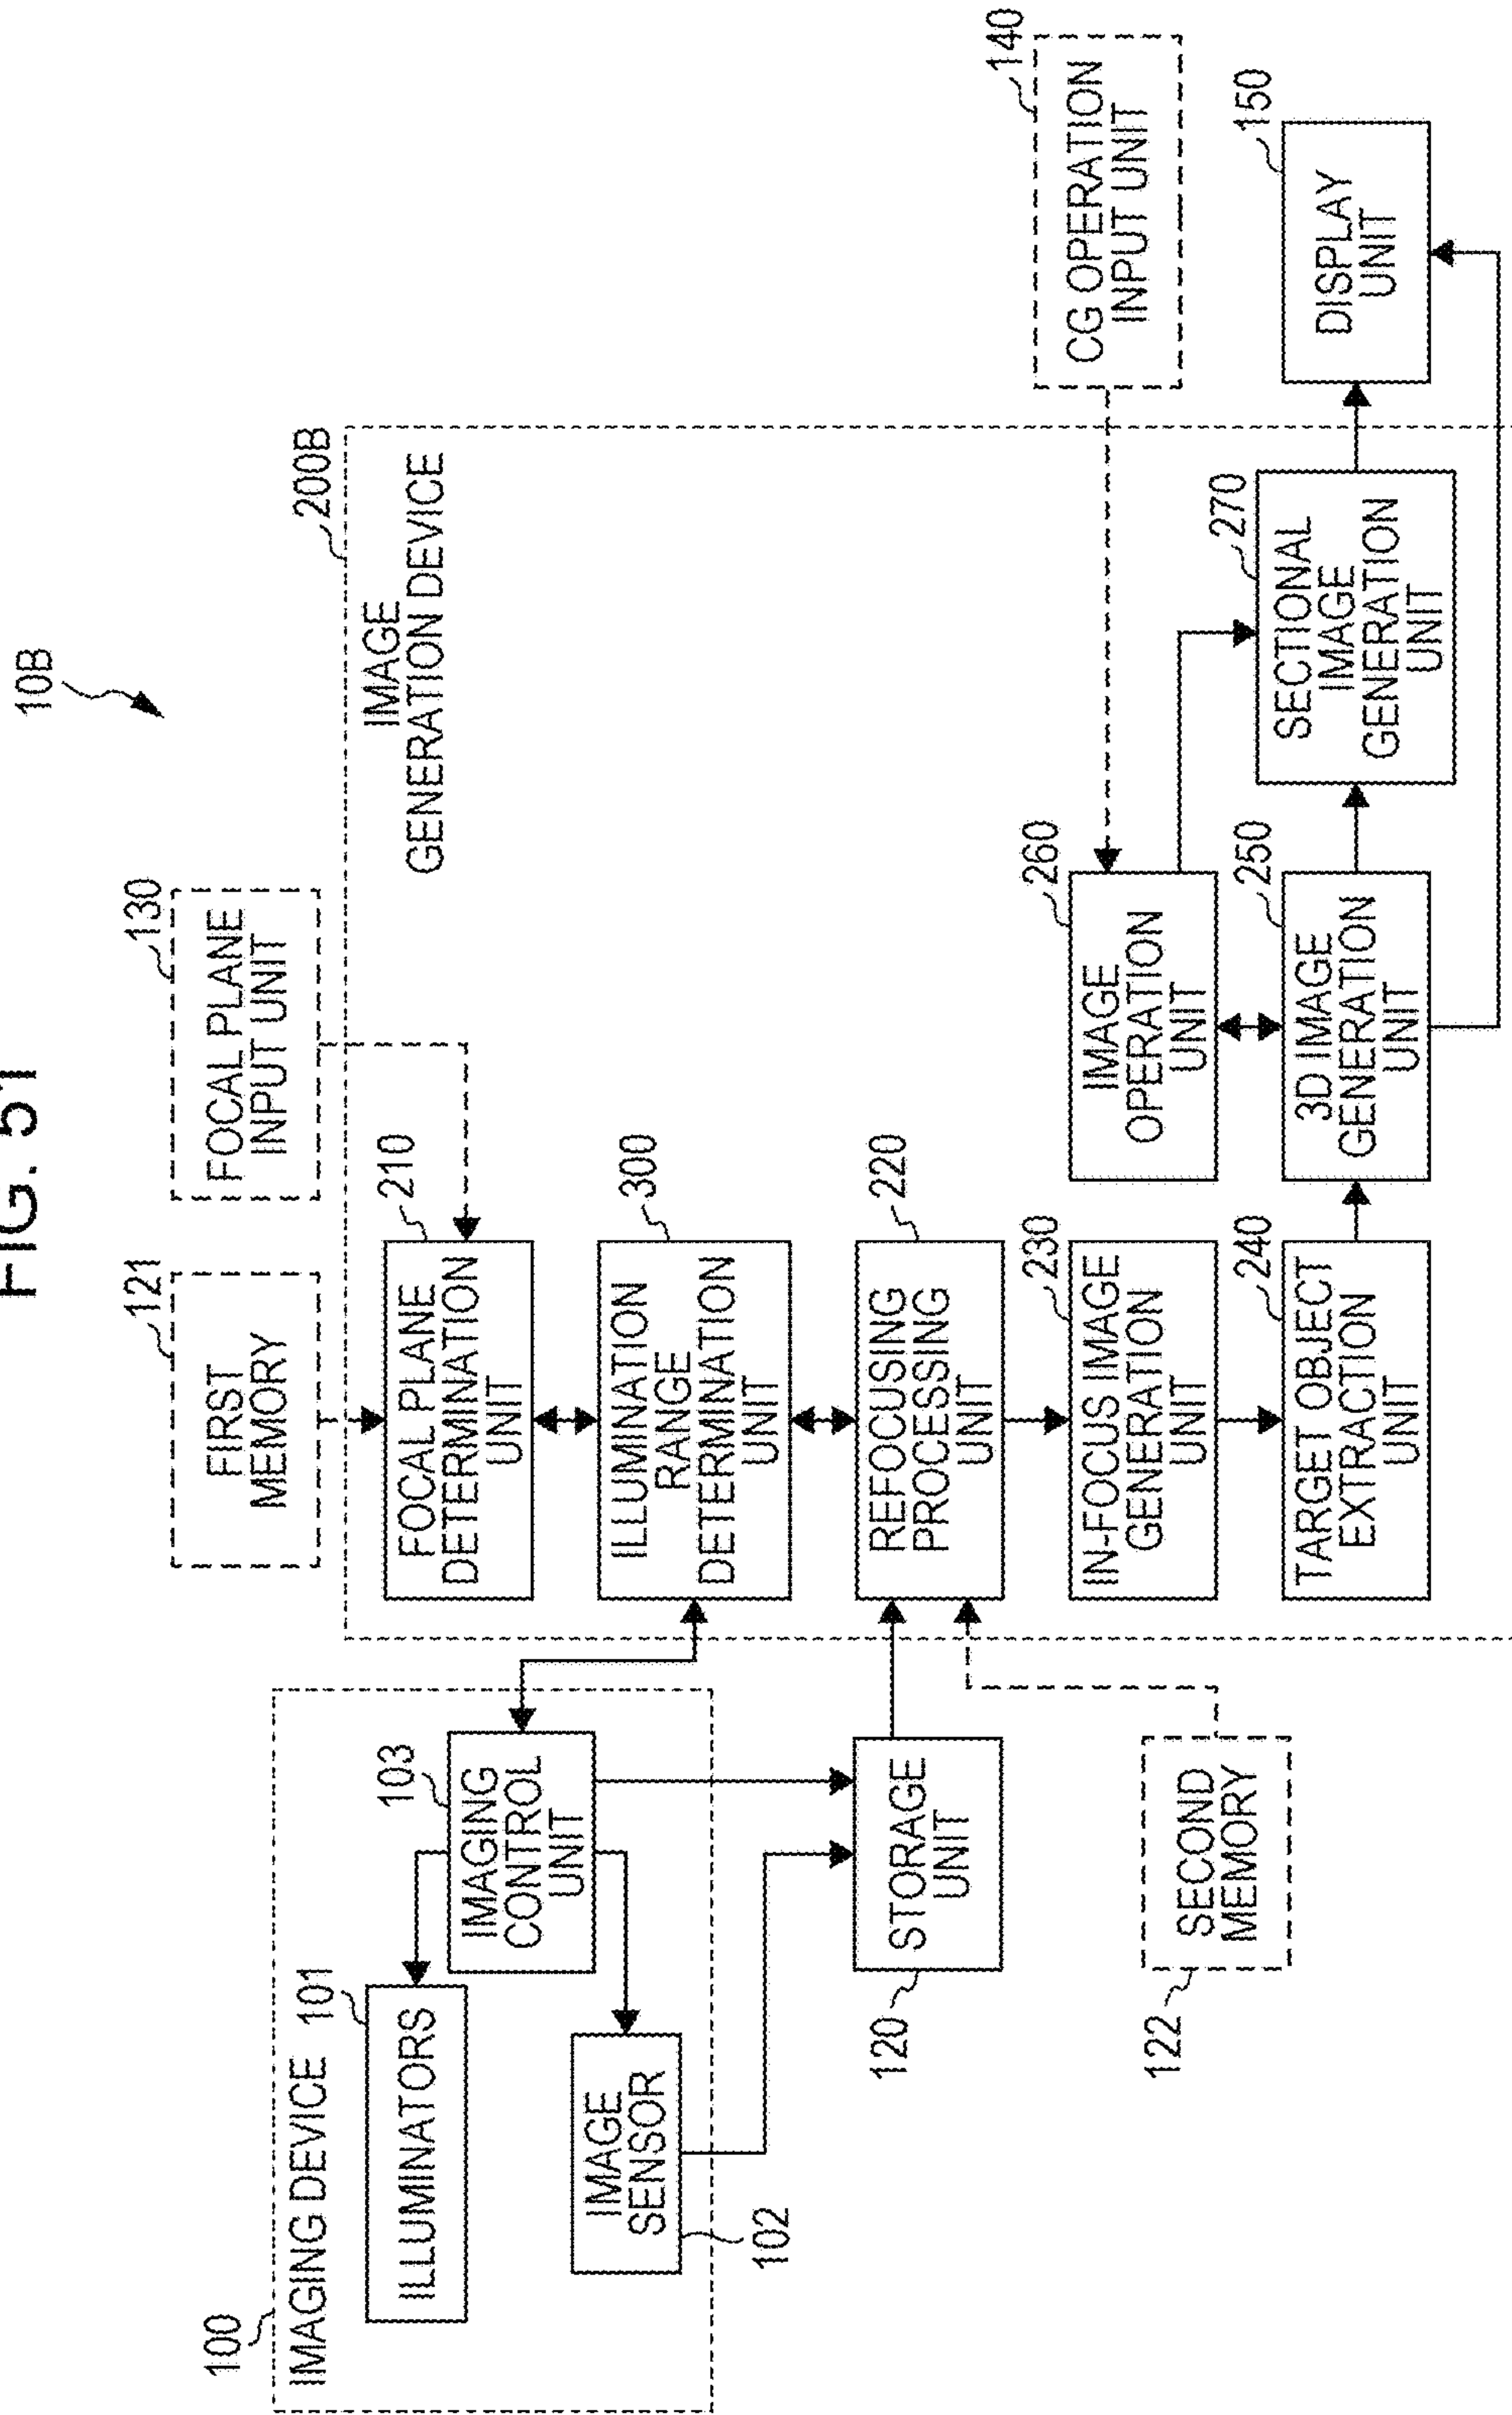 FIG. 51
10B
100
IMAGING DEVICE
101
ILLUMINATORS
103
IMAGING
CONTROL
UNIT
IMAGE
SENSOR
102
121
FIRST
MEMORY
130
FOCAL PLANE
INPUT UNIT
200B
IMAGE
GENERATION DEVICE
210
FOCAL PLANE
DETERMINATION
UNIT
300
ILLUMINATION
RANGE
DETERMINATION
UNIT
120
STORAGE
UNIT
220
REFOCUSING
PROCESSING
UNIT
122
SECOND
MEMORY
230
IN-FOCUS IMAGE
GENERATION
UNIT
240
TARGET OBJECT
EXTRACTION
UNIT
260
IMAGE
OPERATION
UNIT
250
3D IMAGE
GENERATION
UNIT
270
SECTIONAL
IMAGE
GENERATION
UNIT
140
CG OPERATION
INPUT UNIT
150
DISPLAY
UNIT